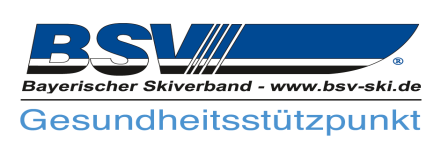 BSV ®
Bayerischer Skiverband - www.bsv-ski.de
Gesundheitsstützpunkt